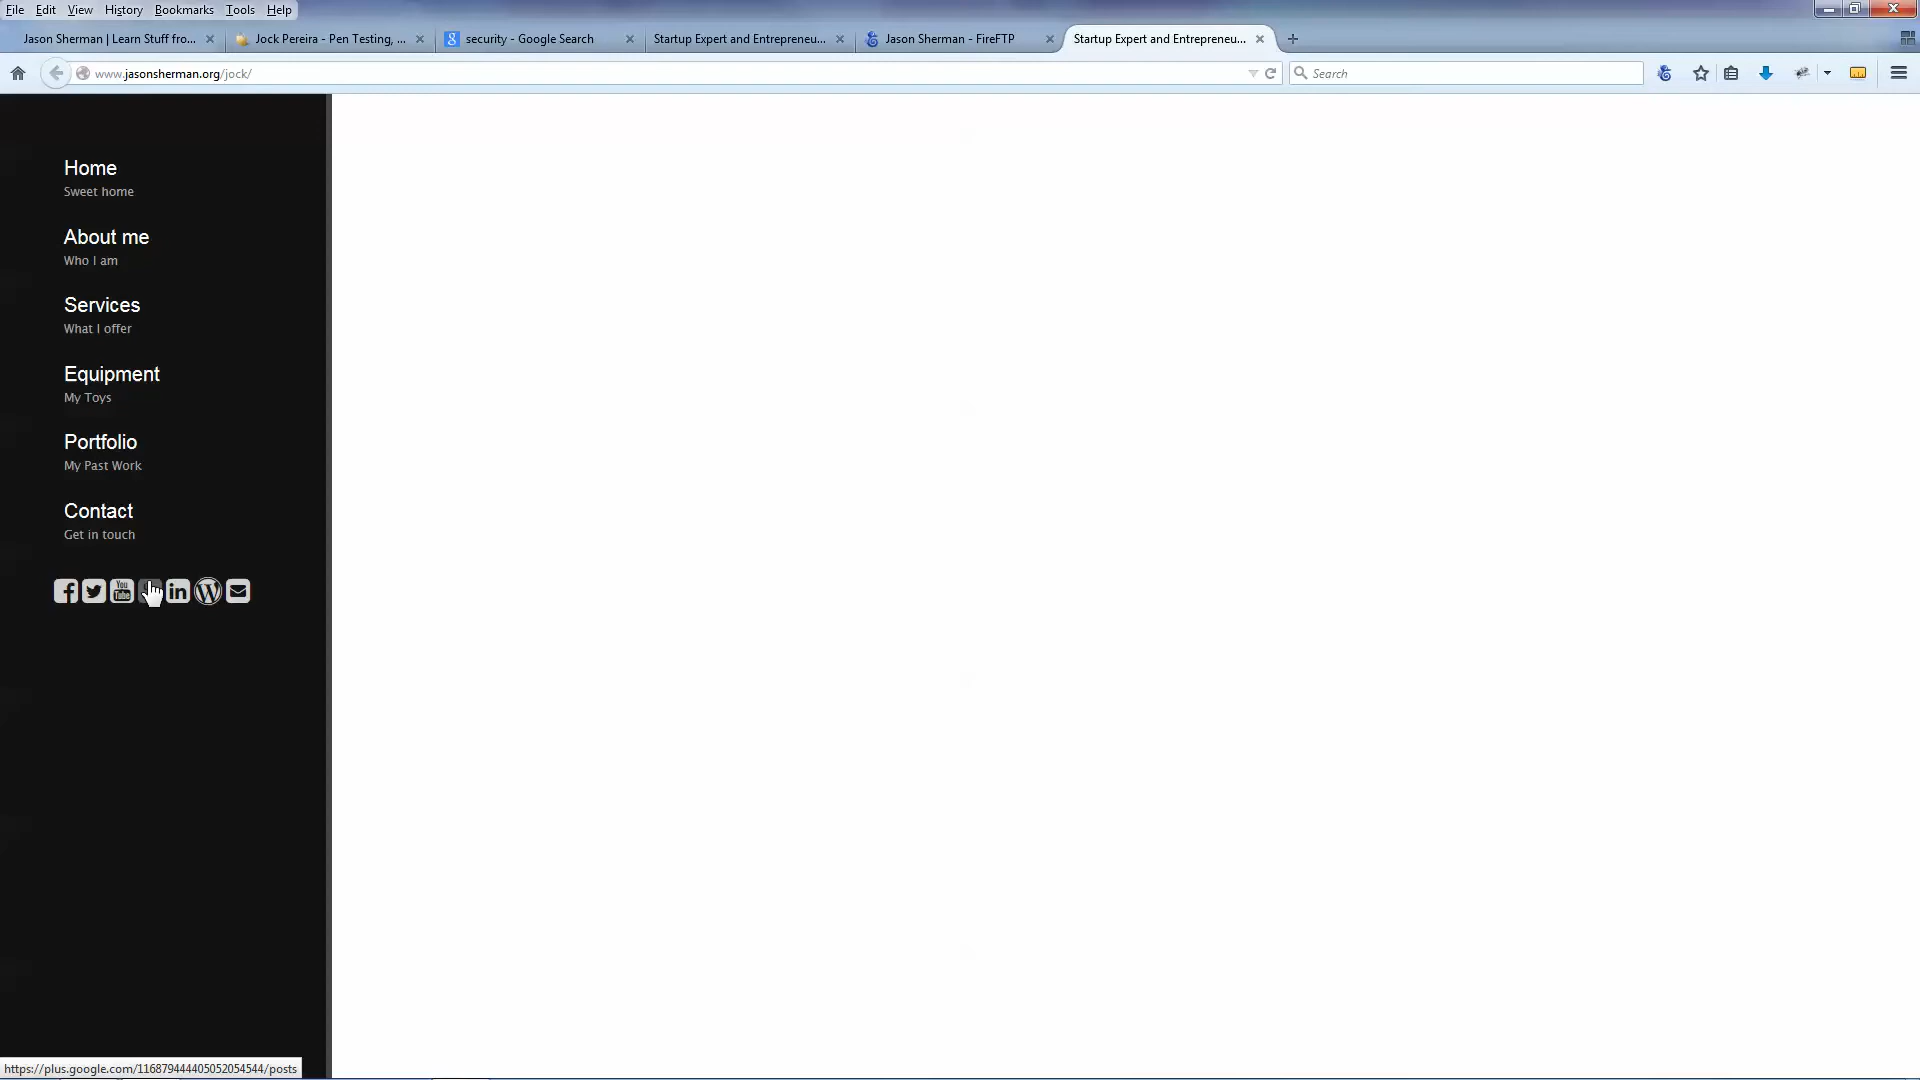 File Edit View History Bookmarks Tools Help
Jason Sherman | Learn Stuff fro... Jock Pereira - Pen Testing, ... security - Google Search Startup Expert and Entrepreneu... Jason Sherman - FireFTP Startup Expert and Entrepreneu...
www.jasonsherman.org/jock/ Search
Home
Sweet home
About me
Who I am
Services
What I offer
Equipment
My Toys
Portfolio
My Past Work
Contact
Get in touch
You Tube in
https://plus.google.com/116879444405052054544/posts